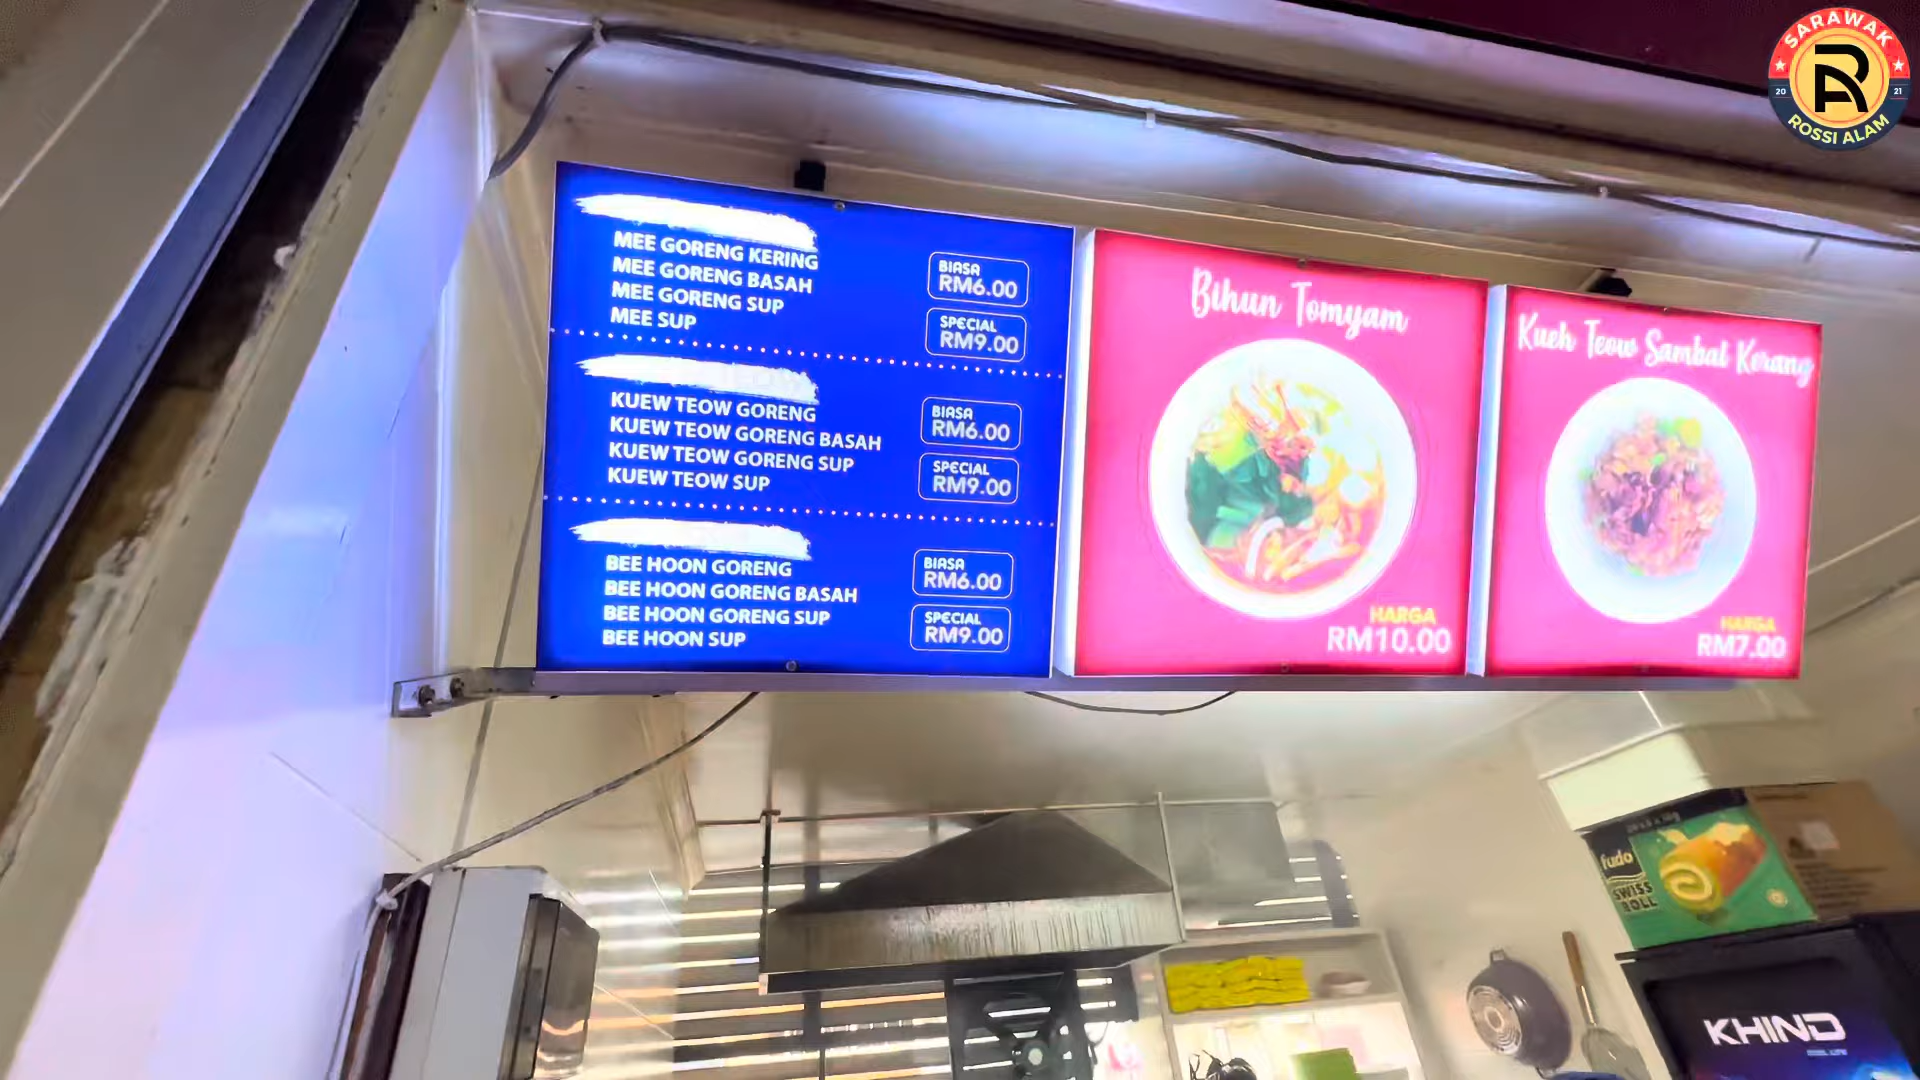 SARAWAK
RA
20 21
ROSSI ALAM
MEE GORENG KERING
MEE GORENG BASAH
MEE GORENG SUP
MEE SUP
BIASA
RM6.00
SPECIAL
RM9.00
KUEW TEOW GORENG
KUEW TEOW GORENG BASAH
KUEW TEOW GORENG SUP
KUEW TEOW SUP
BIASA
RM6.00
SPECIAL
RM9.00
BEE HOON GORENG
BEE HOON GORENG BASAH
BEE HOON GORENG SUP
BEE HOON SUP
BIASA
RM6.00
SPECIAL
RM9.00
Bihun Tomyam
HARGA
RM10.00
Kueh Teow Sambal Kerang
HARGA
RM7.00
fudo
SWISS
ROLL
KHIND